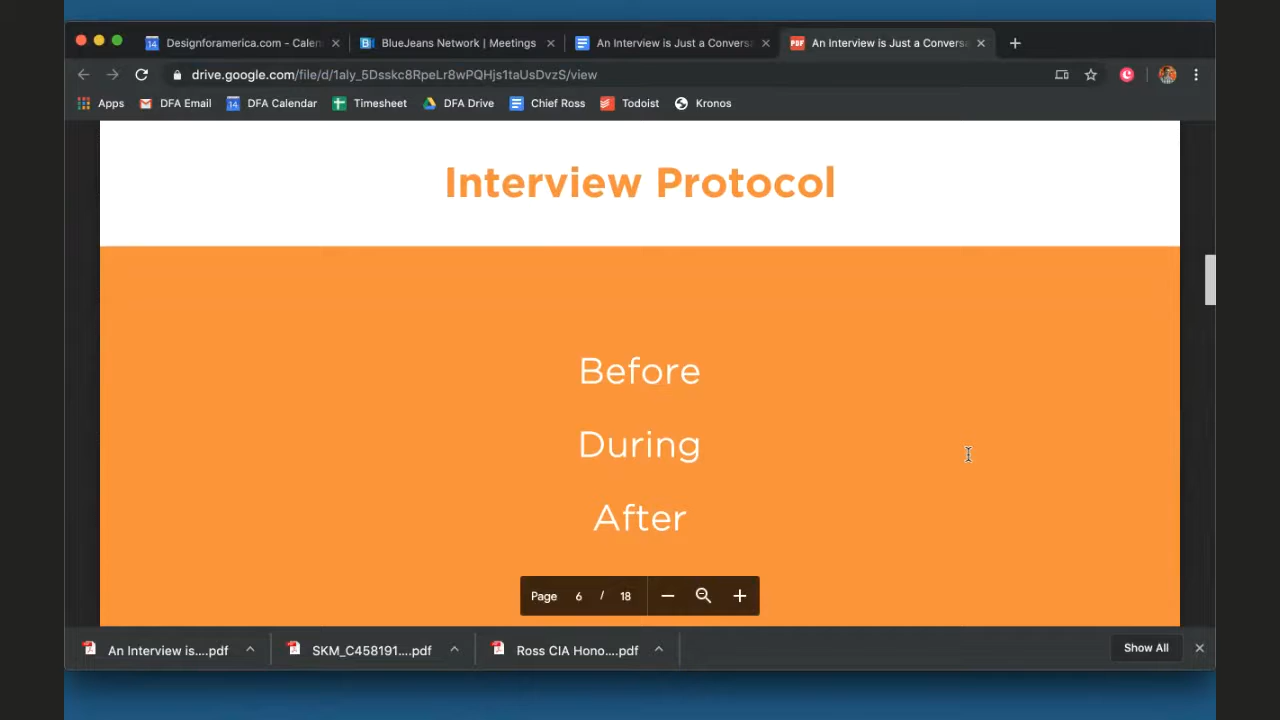 Designforamerica.com - Calen
BlueJeans Network | Meetings
An Interview is Just a Convers
An Interview is Just a Convers
drive.google.com/file/d/1aly_5Dsskc8RpeLr8wPQHjs1taUsDvzS/view
Apps DFA Email DFA Calendar Timesheet DFA Drive Chief Ross Todoist Kronos
Interview Protocol
Before
During
After
Page 6 / 18
An Interview is....pdf
SKM_C458191....pdf
Ross CIA Hono....pdf
Show All